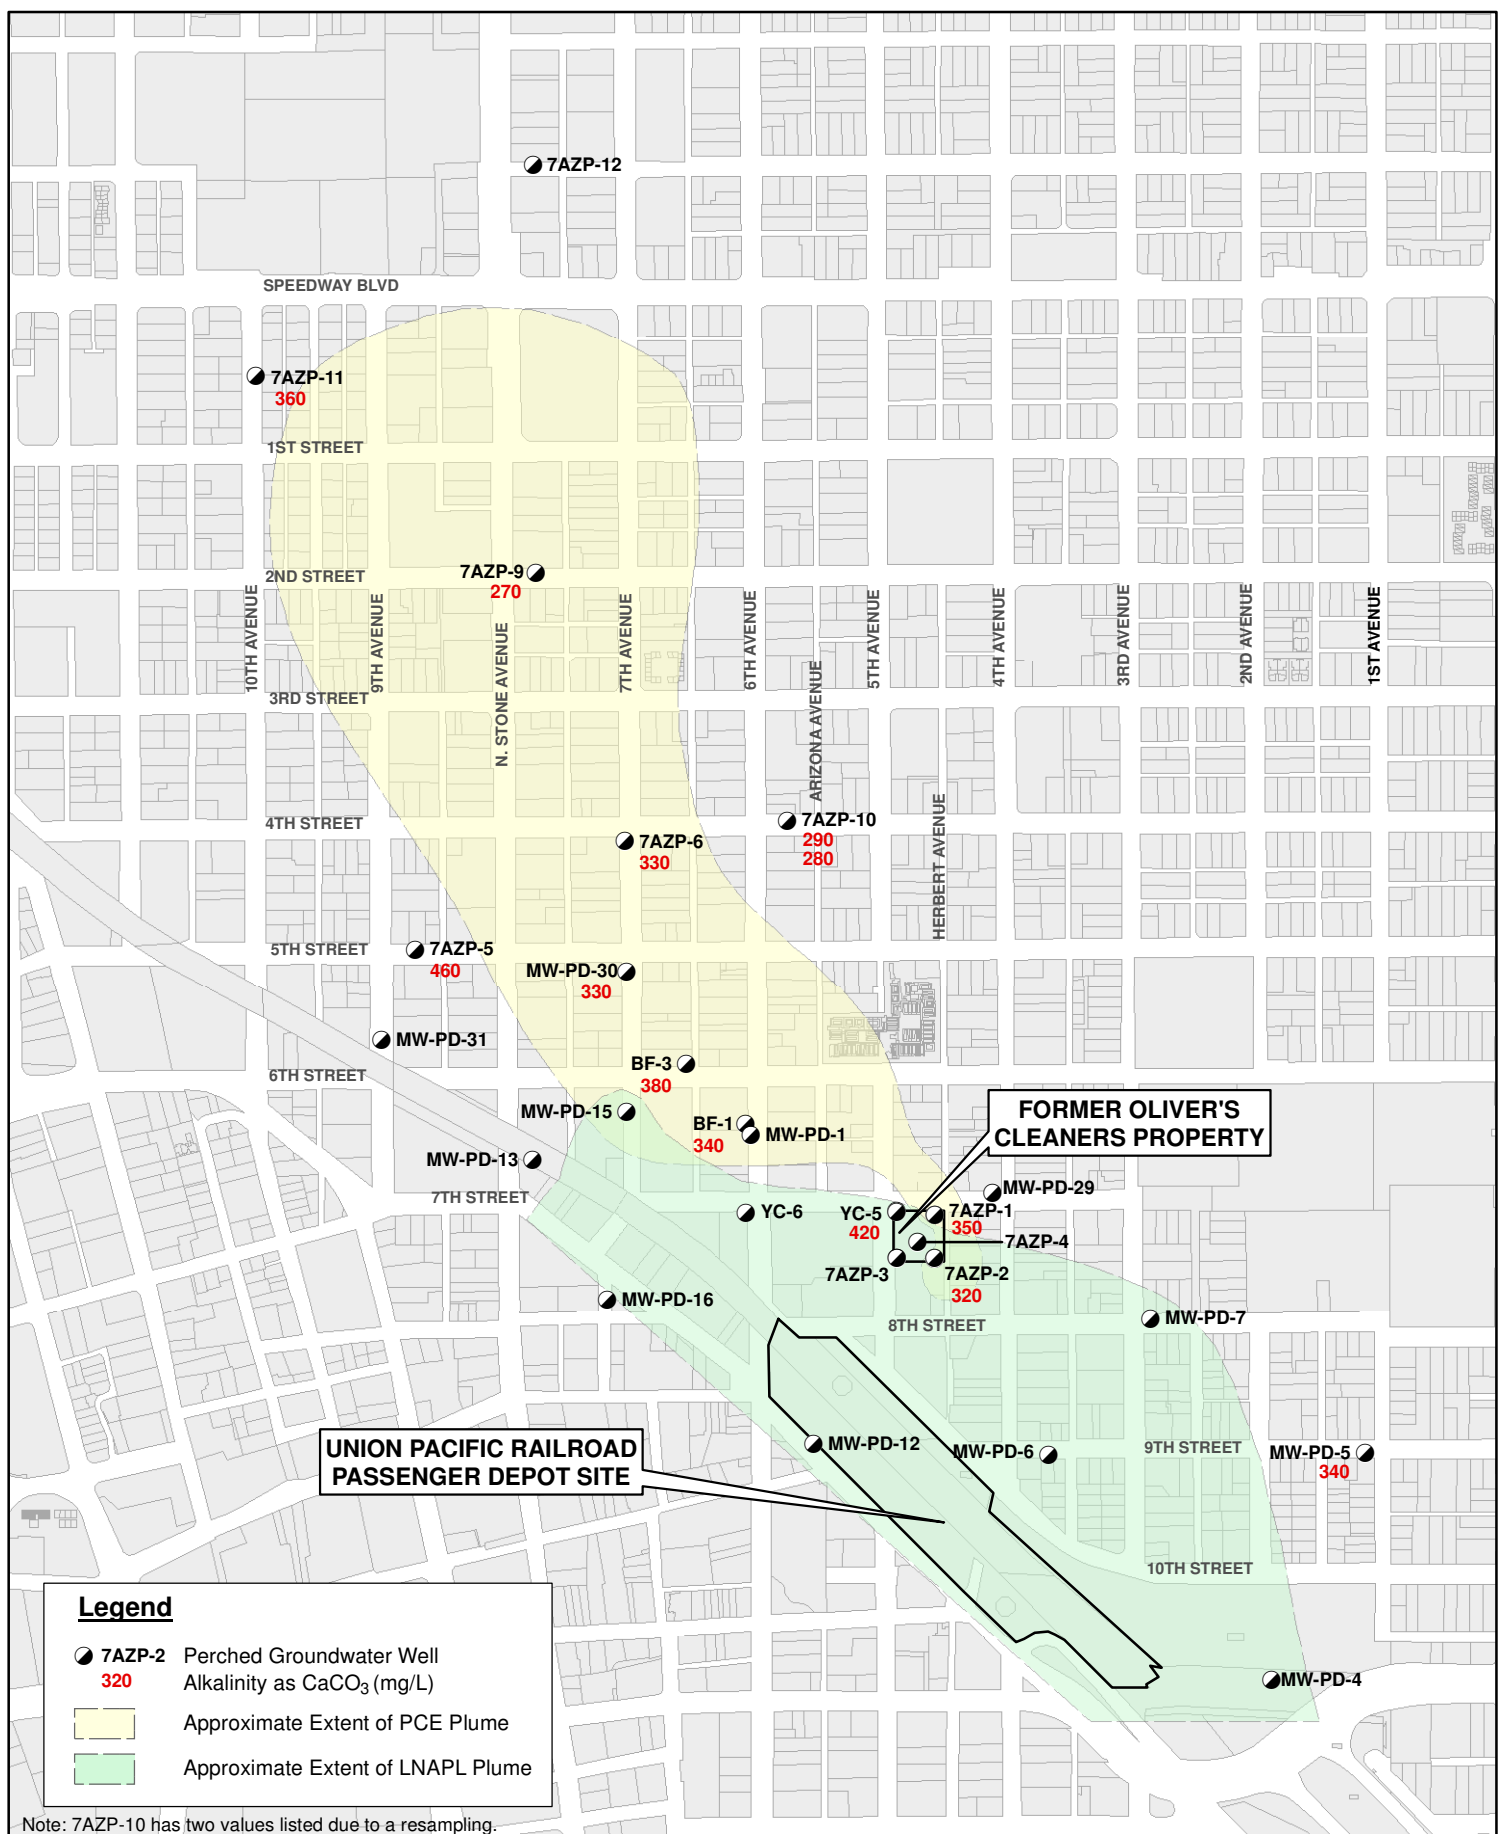 7AZP-12
SPEEDWAY BLVD
7AZP-11
360
1ST STREET
7AZP-9
270
2ND STREET
10TH AVENUE
9TH AVENUE
N. STONE AVENUE
7TH AVENUE
6TH AVENUE
ARIZONA AVENUE
5TH AVENUE
HERBERT AVENUE
4TH AVENUE
3RD AVENUE
2ND AVENUE
1ST AVENUE
3RD STREET
4TH STREET
7AZP-10
290
280
7AZP-6
330
5TH STREET
7AZP-5
460
MW-PD-30
330
MW-PD-31
BF-3
380
6TH STREET
MW-PD-15
BF-1
340
MW-PD-1
FORMER OLIVER'S
CLEANERS PROPERTY
MW-PD-13
7TH STREET
MW-PD-29
YC-6
YC-5
420
7AZP-1
350
7AZP-4
7AZP-3
7AZP-2
320
MW-PD-16
8TH STREET
MW-PD-7
UNION PACIFIC RAILROAD
PASSENGER DEPOT SITE
MW-PD-12
MW-PD-6
9TH STREET
MW-PD-5
340
10TH STREET
MW-PD-4
Legend
7AZP-2 Perched Groundwater Well
320 Alkalinity as CaCO3 (mg/L)
Approximate Extent of PCE Plume
Approximate Extent of LNAPL Plume
Note: 7AZP-10 has two values listed due to a resampling.